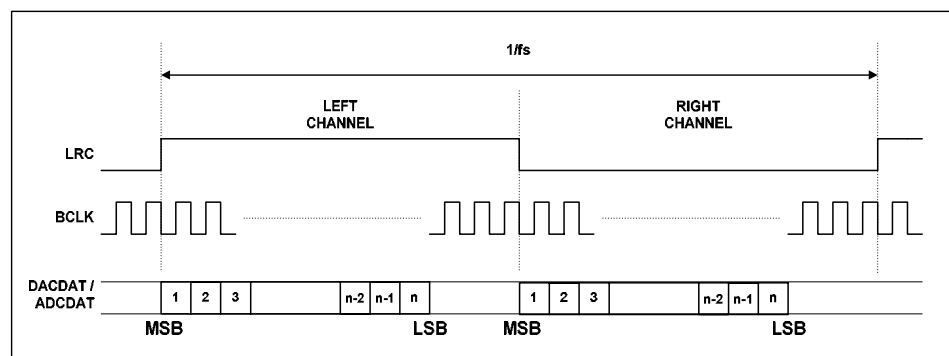 1/fs
LEFT
CHANNEL
RIGHT
CHANNEL
LRC
BCLK
DACDAT /
ADCDAT
1 2 3 n-2 n-1 n 1 2 3 n-2 n-1 n
MSB LSB MSB LSB